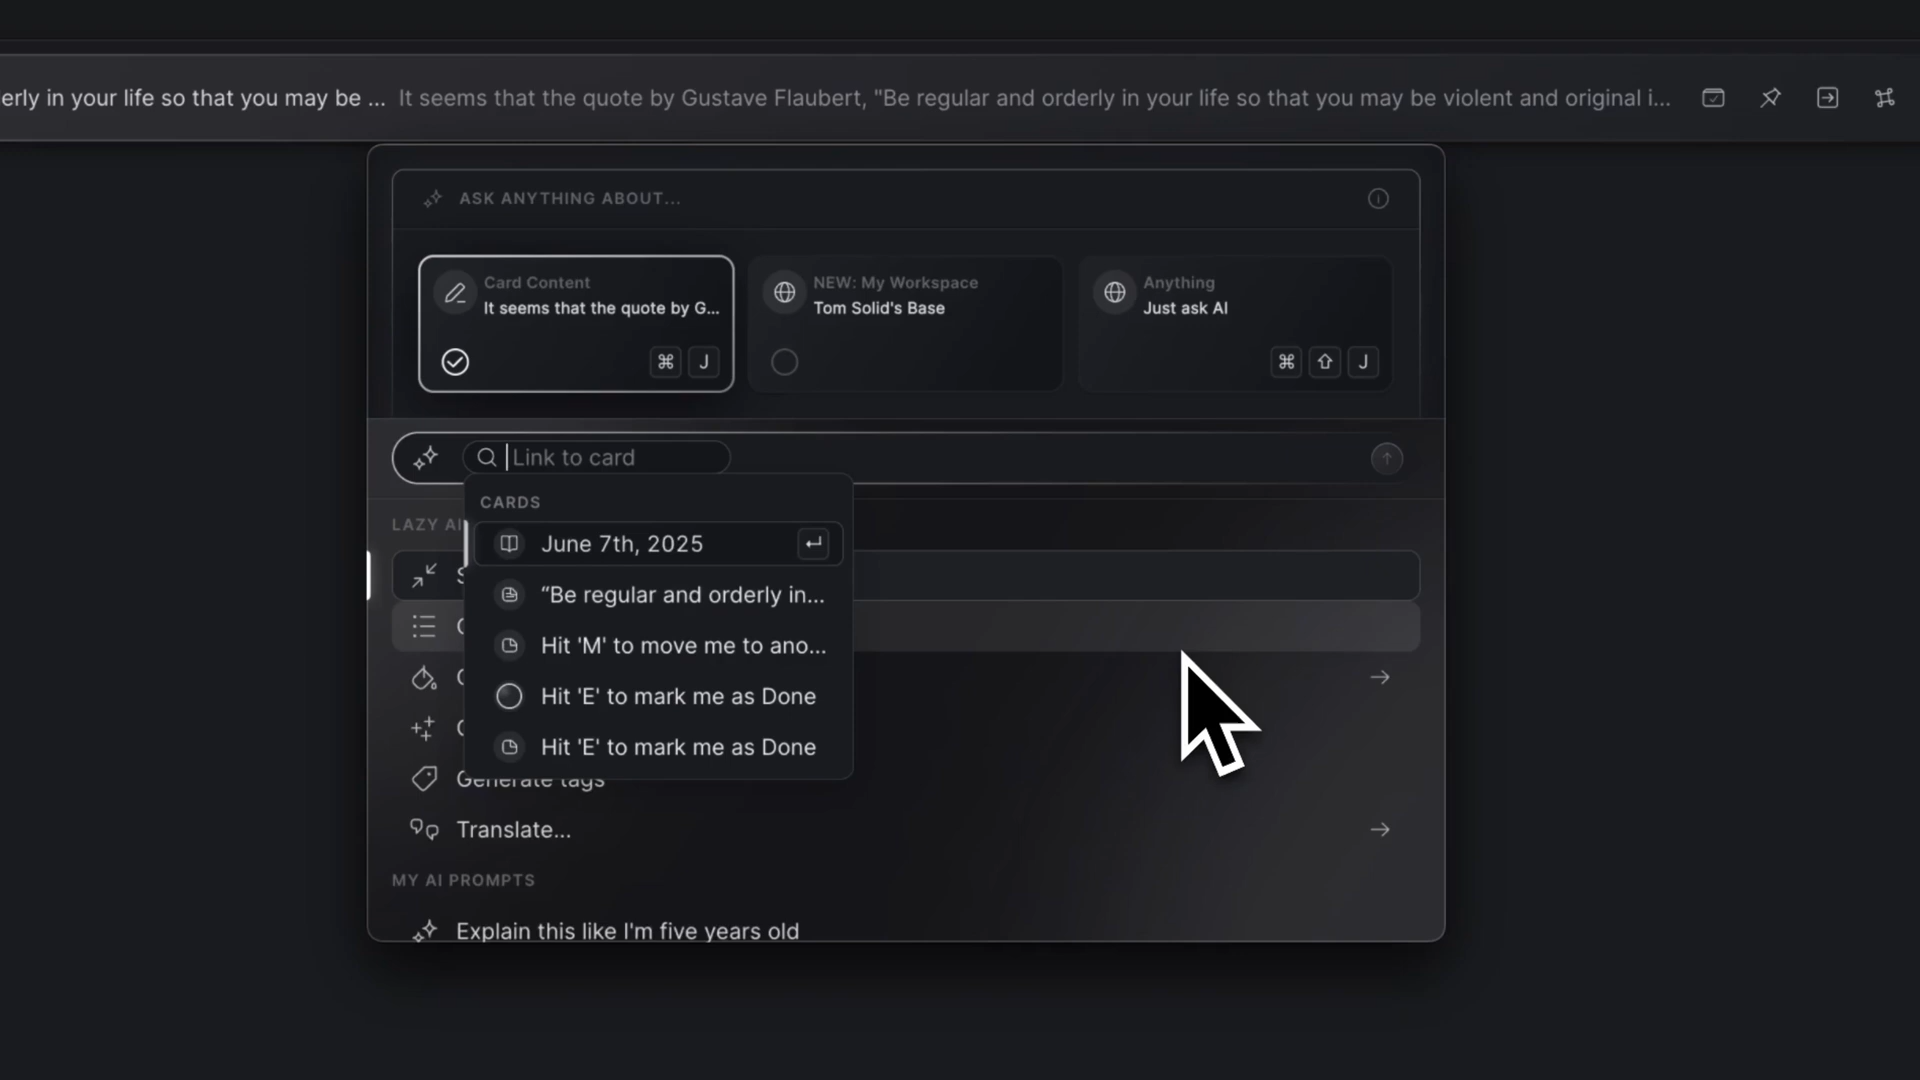 erly in your life so that you may be ... It seems that the quote by Gustave Flaubert, "Be regular and orderly in your life so that you may be violent and original i...
ASK ANYTHING ABOUT...
Card Content
It seems that the quote by G...
⌘ J
NEW: My Workspace
Tom Solid's Base
Anything
Just ask AI
⌘ ⇧ J
Link to card
CARDS
June 7th, 2025
“Be regular and orderly in...
Hit 'M' to move me to ano...
Hit 'E' to mark me as Done
Hit 'E' to mark me as Done
LAZY AI
Generate tags
Translate...
MY AI PROMPTS
Explain this like I'm five years old